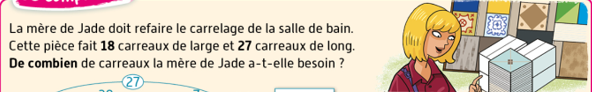 La mère de Jade doit refaire le carrelage de la salle de bain.
Cette pièce fait 18 carreaux de large et 27 carreaux de long.
De combien de carreaux la mère de Jade a-t-elle besoin ?
27